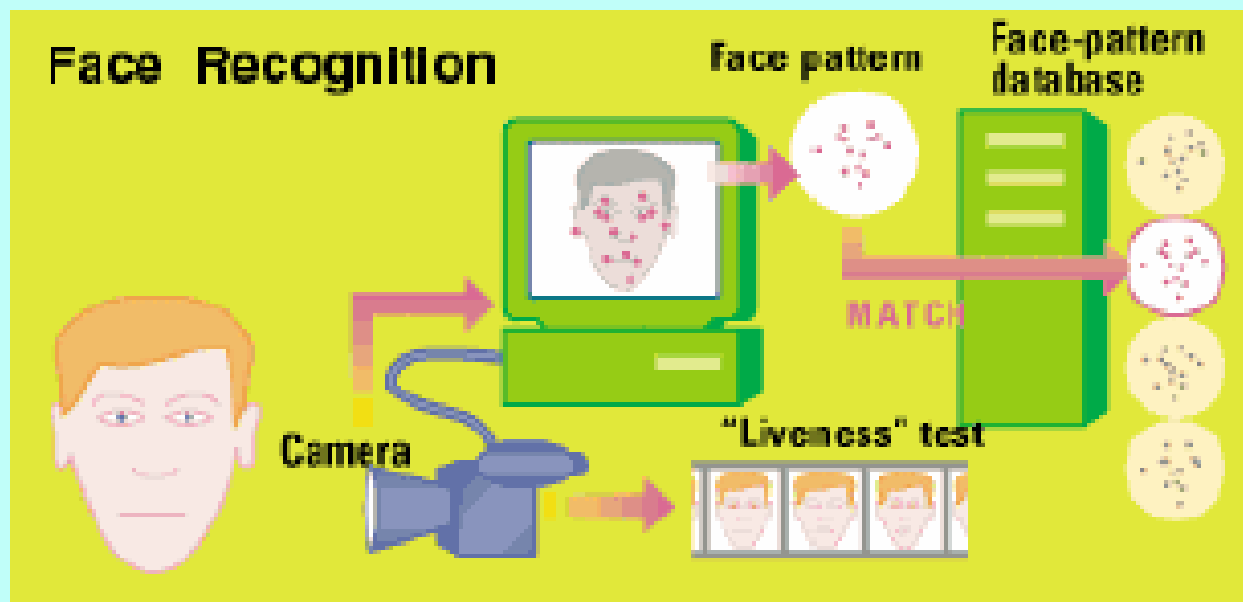 Face Recognition
Face pattern
Face-pattern
database
MATCH
Camera
"Liveness" test